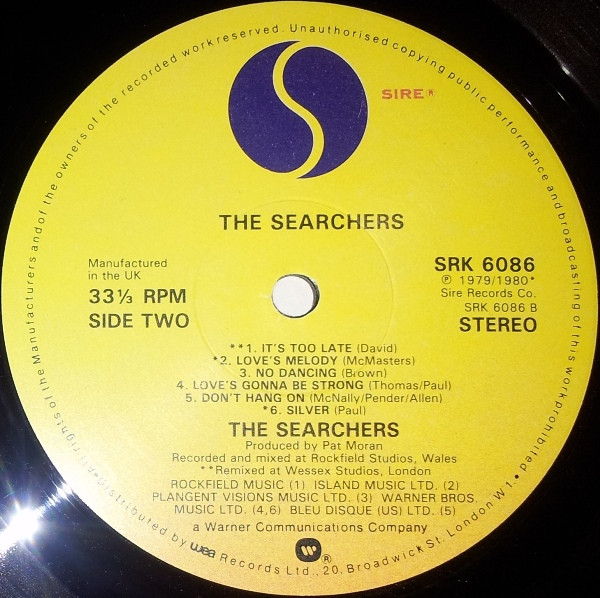 All rights of the Manufacturers and of the owners of the recorded work reserved. Unauthorised copying public performance and broadcasting of this work prohibited.
SIRE®
THE SEARCHERS
Manufactured
in the UK
33⅓ RPM
SIDE TWO
SRK 6086
℗ 1979/1980*
Sire Records Co.
SRK 6086 B
STEREO
**1. IT'S TOO LATE (David)
*2. LOVE'S MELODY (McMasters)
3. NO DANCING (Brown)
4. LOVE'S GONNA BE STRONG (Thomas/Paul)
5. DON'T HANG ON (McNally/Pender/Allen)
*6. SILVER (Paul)
THE SEARCHERS
Produced by Pat Moran
Recorded and mixed at Rockfield Studios, Wales
**Remixed at Wessex Studios, London
ROCKFIELD MUSIC (1) ISLAND MUSIC LTD. (2)
PLANGENT VISIONS MUSIC LTD. (3) WARNER BROS.
MUSIC LTD. (4,6) BLEU DISQUE (US) LTD. (5)
a Warner Communications Company
W®
Distributed by wea Records Ltd., 20, Broadwick St. London W1.